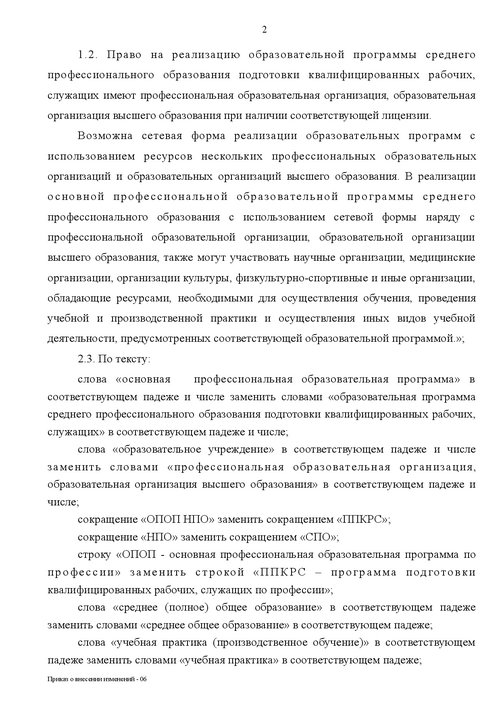 2
1.2. Право на реализацию образовательной программы среднего
профессионального образования подготовки квалифицированных рабочих,
служащих имеют профессиональная образовательная организация, образовательная
организация высшего образования при наличии соответствующей лицензии.
Возможна сетевая форма реализации образовательных программ с
использованием ресурсов нескольких профессиональных образовательных
организаций и образовательных организаций высшего образования. В реализации
основной профессиональной образовательной программы среднего
профессионального образования с использованием сетевой формы наряду с
профессиональной образовательной организации, образовательной организации
высшего образования, также могут участвовать научные организации, медицинские
организации, организации культуры, физкультурно-спортивные и иные организации,
обладающие ресурсами, необходимыми для осуществления обучения, проведения
учебной и производственной практики и осуществления иных видов учебной
деятельности, предусмотренных соответствующей образовательной программой.»;
2.3. По тексту:
слова «основная профессиональная образовательная программа» в
соответствующем падеже и числе заменить словами «образовательная программа
среднего профессионального образования подготовки квалифицированных рабочих,
служащих» в соответствующем падеже и числе;
слова «образовательное учреждение» в соответствующем падеже и числе
заменить словами «профессиональная образовательная организация,
образовательная организация высшего образования» в соответствующем падеже и
числе;
сокращение «ОПОП НПО» заменить сокращением «ППКРС»;
сокращение «НПО» заменить сокращением «СПО»;
строку «ОПОП - основная профессиональная образовательная программа по
профессии» заменить строкой «ППКРС – программа подготовки
квалифицированных рабочих, служащих по профессии»;
слова «среднее (полное) общее образование» в соответствующем падеже
заменить словами «среднее общее образование» в соответствующем падеже;
слова «учебная практика (производственное обучение)» в соответствующем
падеже заменить словами «учебная практика» в соответствующем падеже;
Приказ о внесении изменений - 06